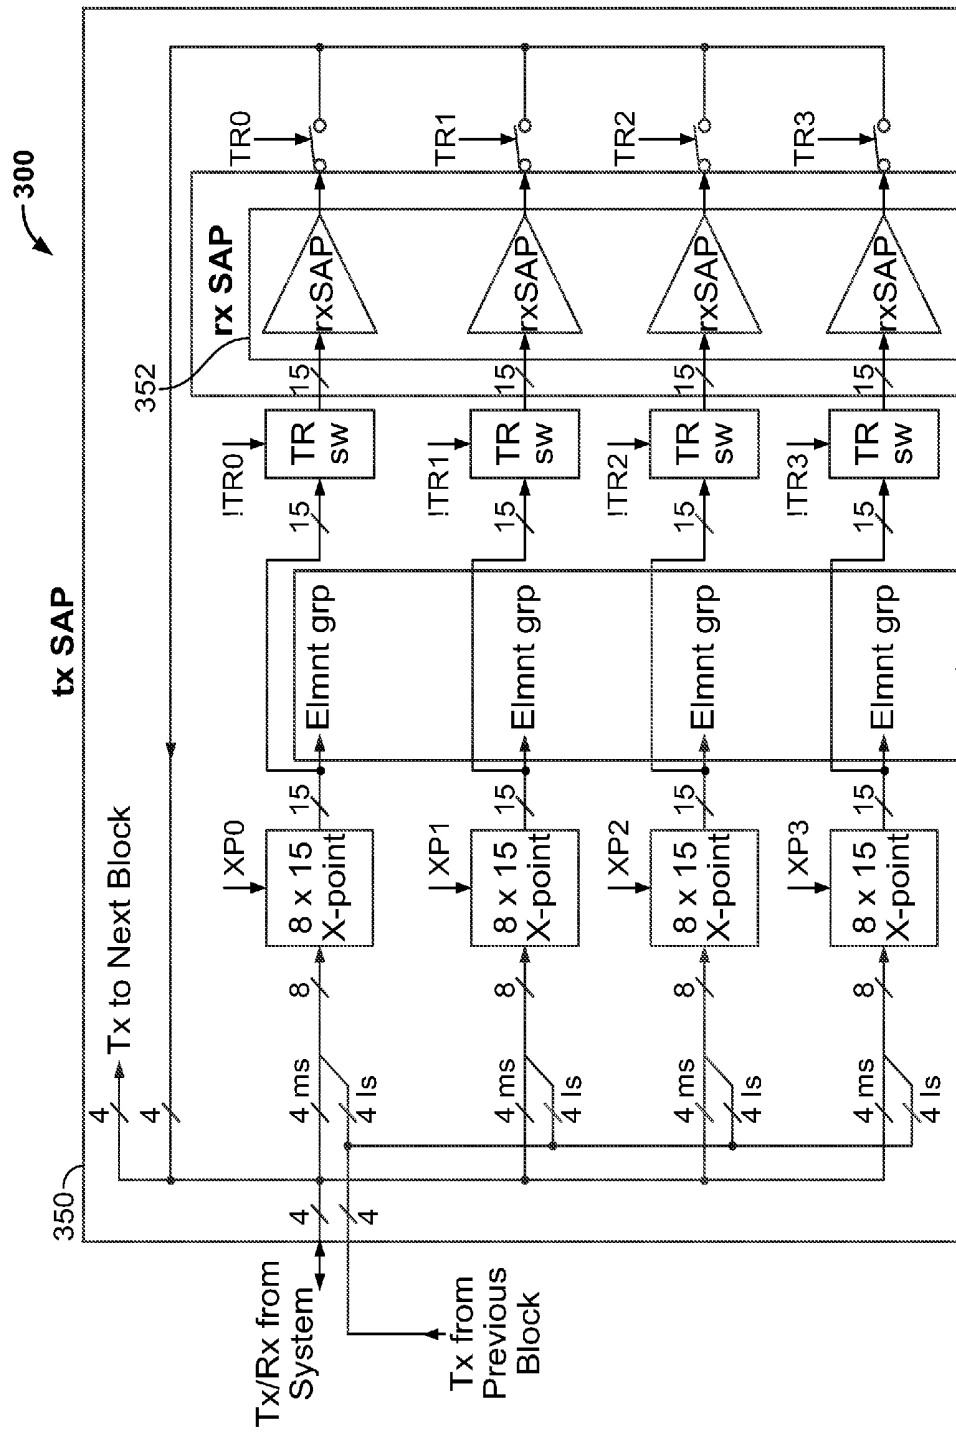 300
tx SAP
350
4
Tx to Next Block
4
rx SAP
352
Tx/Rx from
System
4
4
Tx from
Previous
Block
4 ms
4 ls
8
XP0
8 x 15
X-point
15
Elmnt grp
15
!TR0
TR
sw
15
rxSAP
TR0
4 ms
4 ls
8
XP1
8 x 15
X-point
15
Elmnt grp
15
!TR1
TR
sw
15
rxSAP
TR1
4 ms
4 ls
8
XP2
8 x 15
X-point
15
Elmnt grp
15
!TR2
TR
sw
15
rxSAP
TR2
4 ms
4 ls
8
XP3
8 x 15
X-point
15
Elmnt grp
15
!TR3
TR
sw
15
rxSAP
TR3